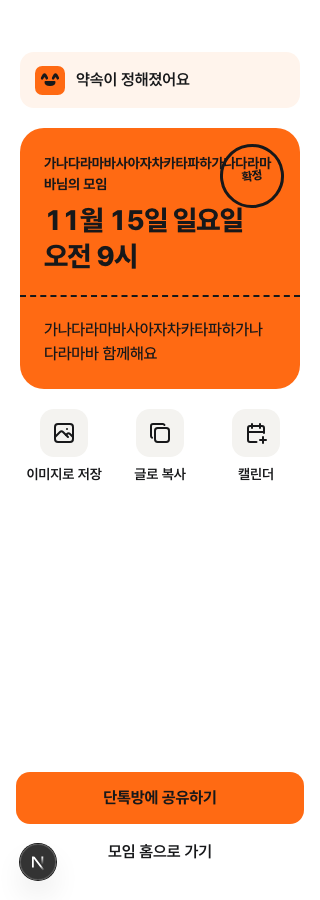 약속이 정해졌어요
가나다라마바사아자차카타파하가나다라마
바님의 모임
확정
11월 15일 일요일
오전 9시
가나다라마바사아자차카타파하가나
다라마바 함께해요
이미지로 저장
글로 복사
캘린더
단톡방에 공유하기
모임 홈으로 가기
N